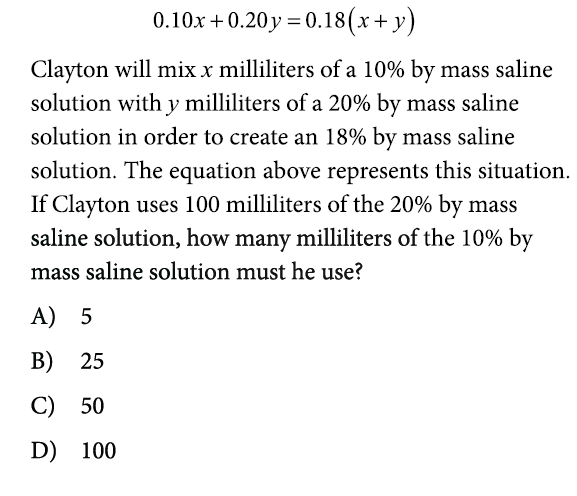 0.10x + 0.20y = 0.18(x + y)
Clayton will mix x milliliters of a 10% by mass saline
solution with y milliliters of a 20% by mass saline
solution in order to create an 18% by mass saline
solution. The equation above represents this situation.
If Clayton uses 100 milliliters of the 20% by mass
saline solution, how many milliliters of the 10% by
mass saline solution must he use?
A) 5
B) 25
C) 50
D) 100